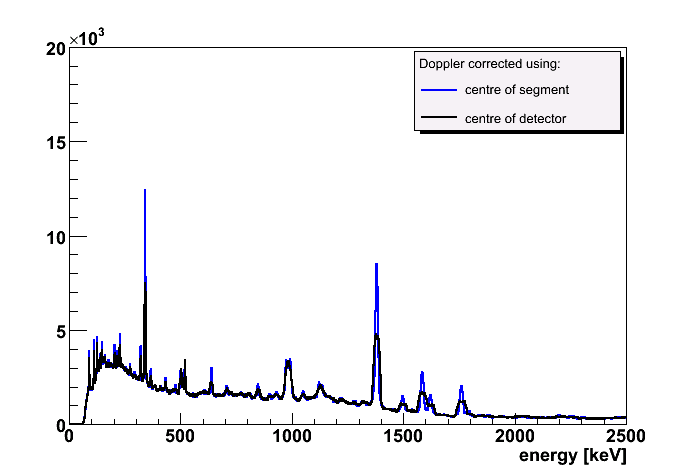 ×10³
20
15
10
5
0
0 500 1000 1500 2000 2500
energy [keV]
Doppler corrected using:
centre of segment
centre of detector